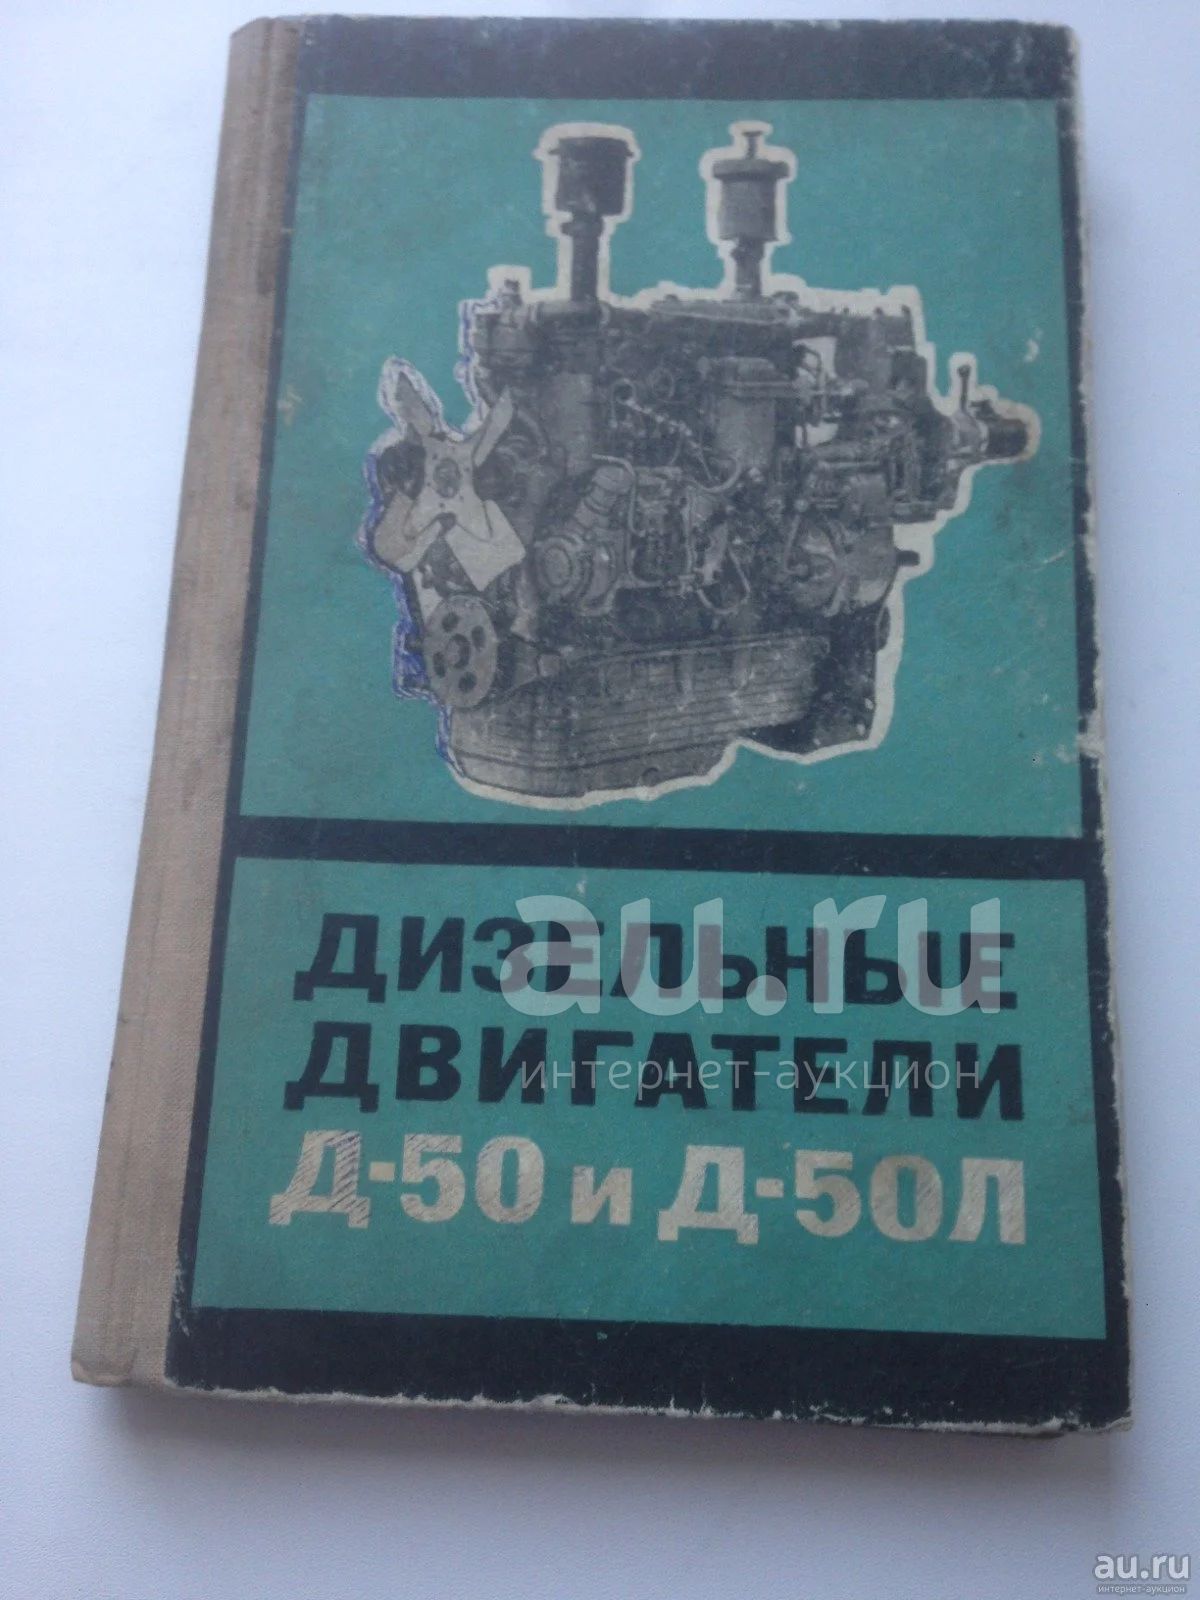 ДИЗЕЛЬНЫЕ
ДВИГАТЕЛИ
Д-50 и Д-50Л
au.ru
интернет-аукцион
au.ru
интернет-аукцион